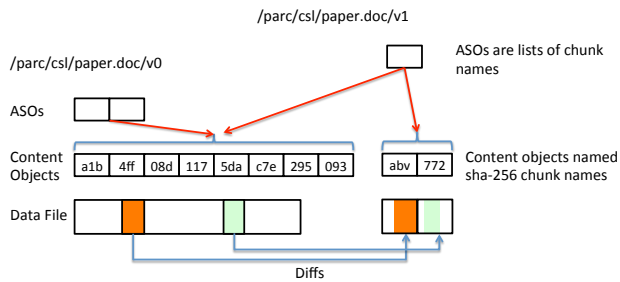 /parc/csl/paper.doc/v1
ASOs are lists of chunk
names
/parc/csl/paper.doc/v0
ASOs
Content
Objects
a1b 4ff 08d 117 5da c7e 295 093
abv 772
Content objects named
sha-256 chunk names
Data File
Diffs